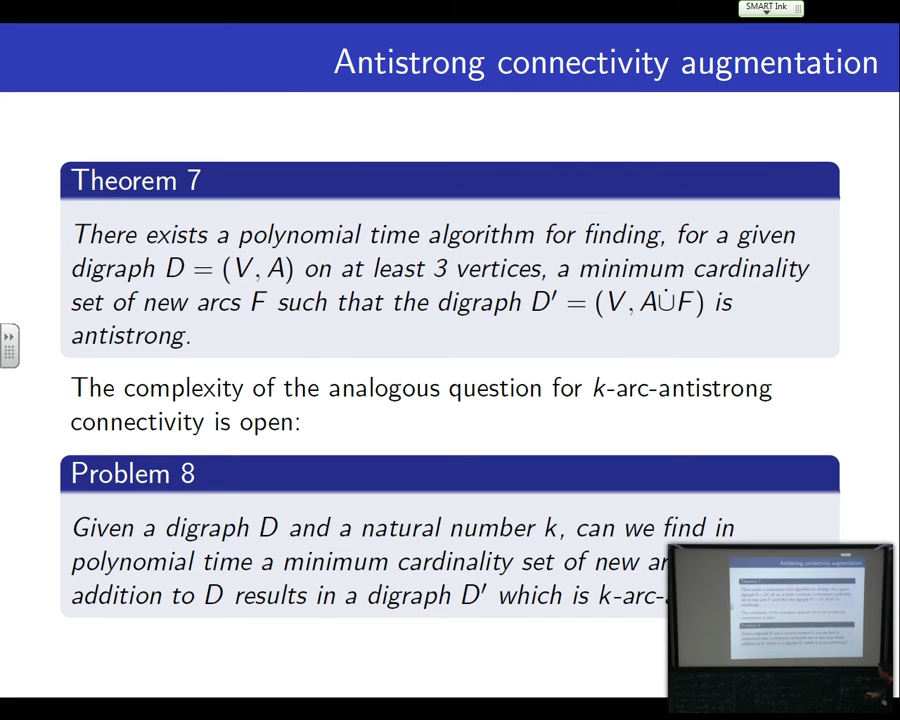 SMART Ink
Antistrong connectivity augmentation
Theorem 7
There exists a polynomial time algorithm for finding, for a given
digraph D = (V, A) on at least 3 vertices, a minimum cardinality
set of new arcs F such that the digraph D′ = (V, A∪̇F) is
antistrong.
The complexity of the analogous question for k-arc-antistrong
connectivity is open:
Problem 8
Given a digraph D and a natural number k, can we find in
polynomial time a minimum cardinality set of new
addition to D results in a digraph D′ which is k-arc-
Antistrong connectivity augmentation